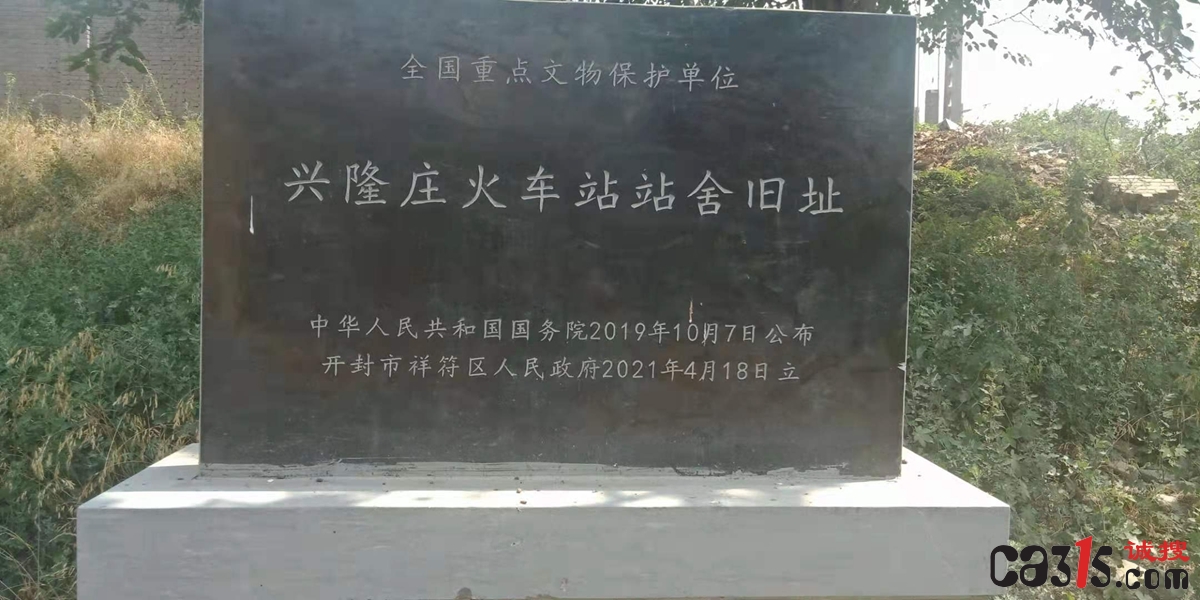 全国重点文物保护单位
兴隆庄火车站站舍旧址
中华人民共和国国务院2019年10月7日公布
开封市祥符区人民政府2021年4月18日立
诚搜
ca315.com